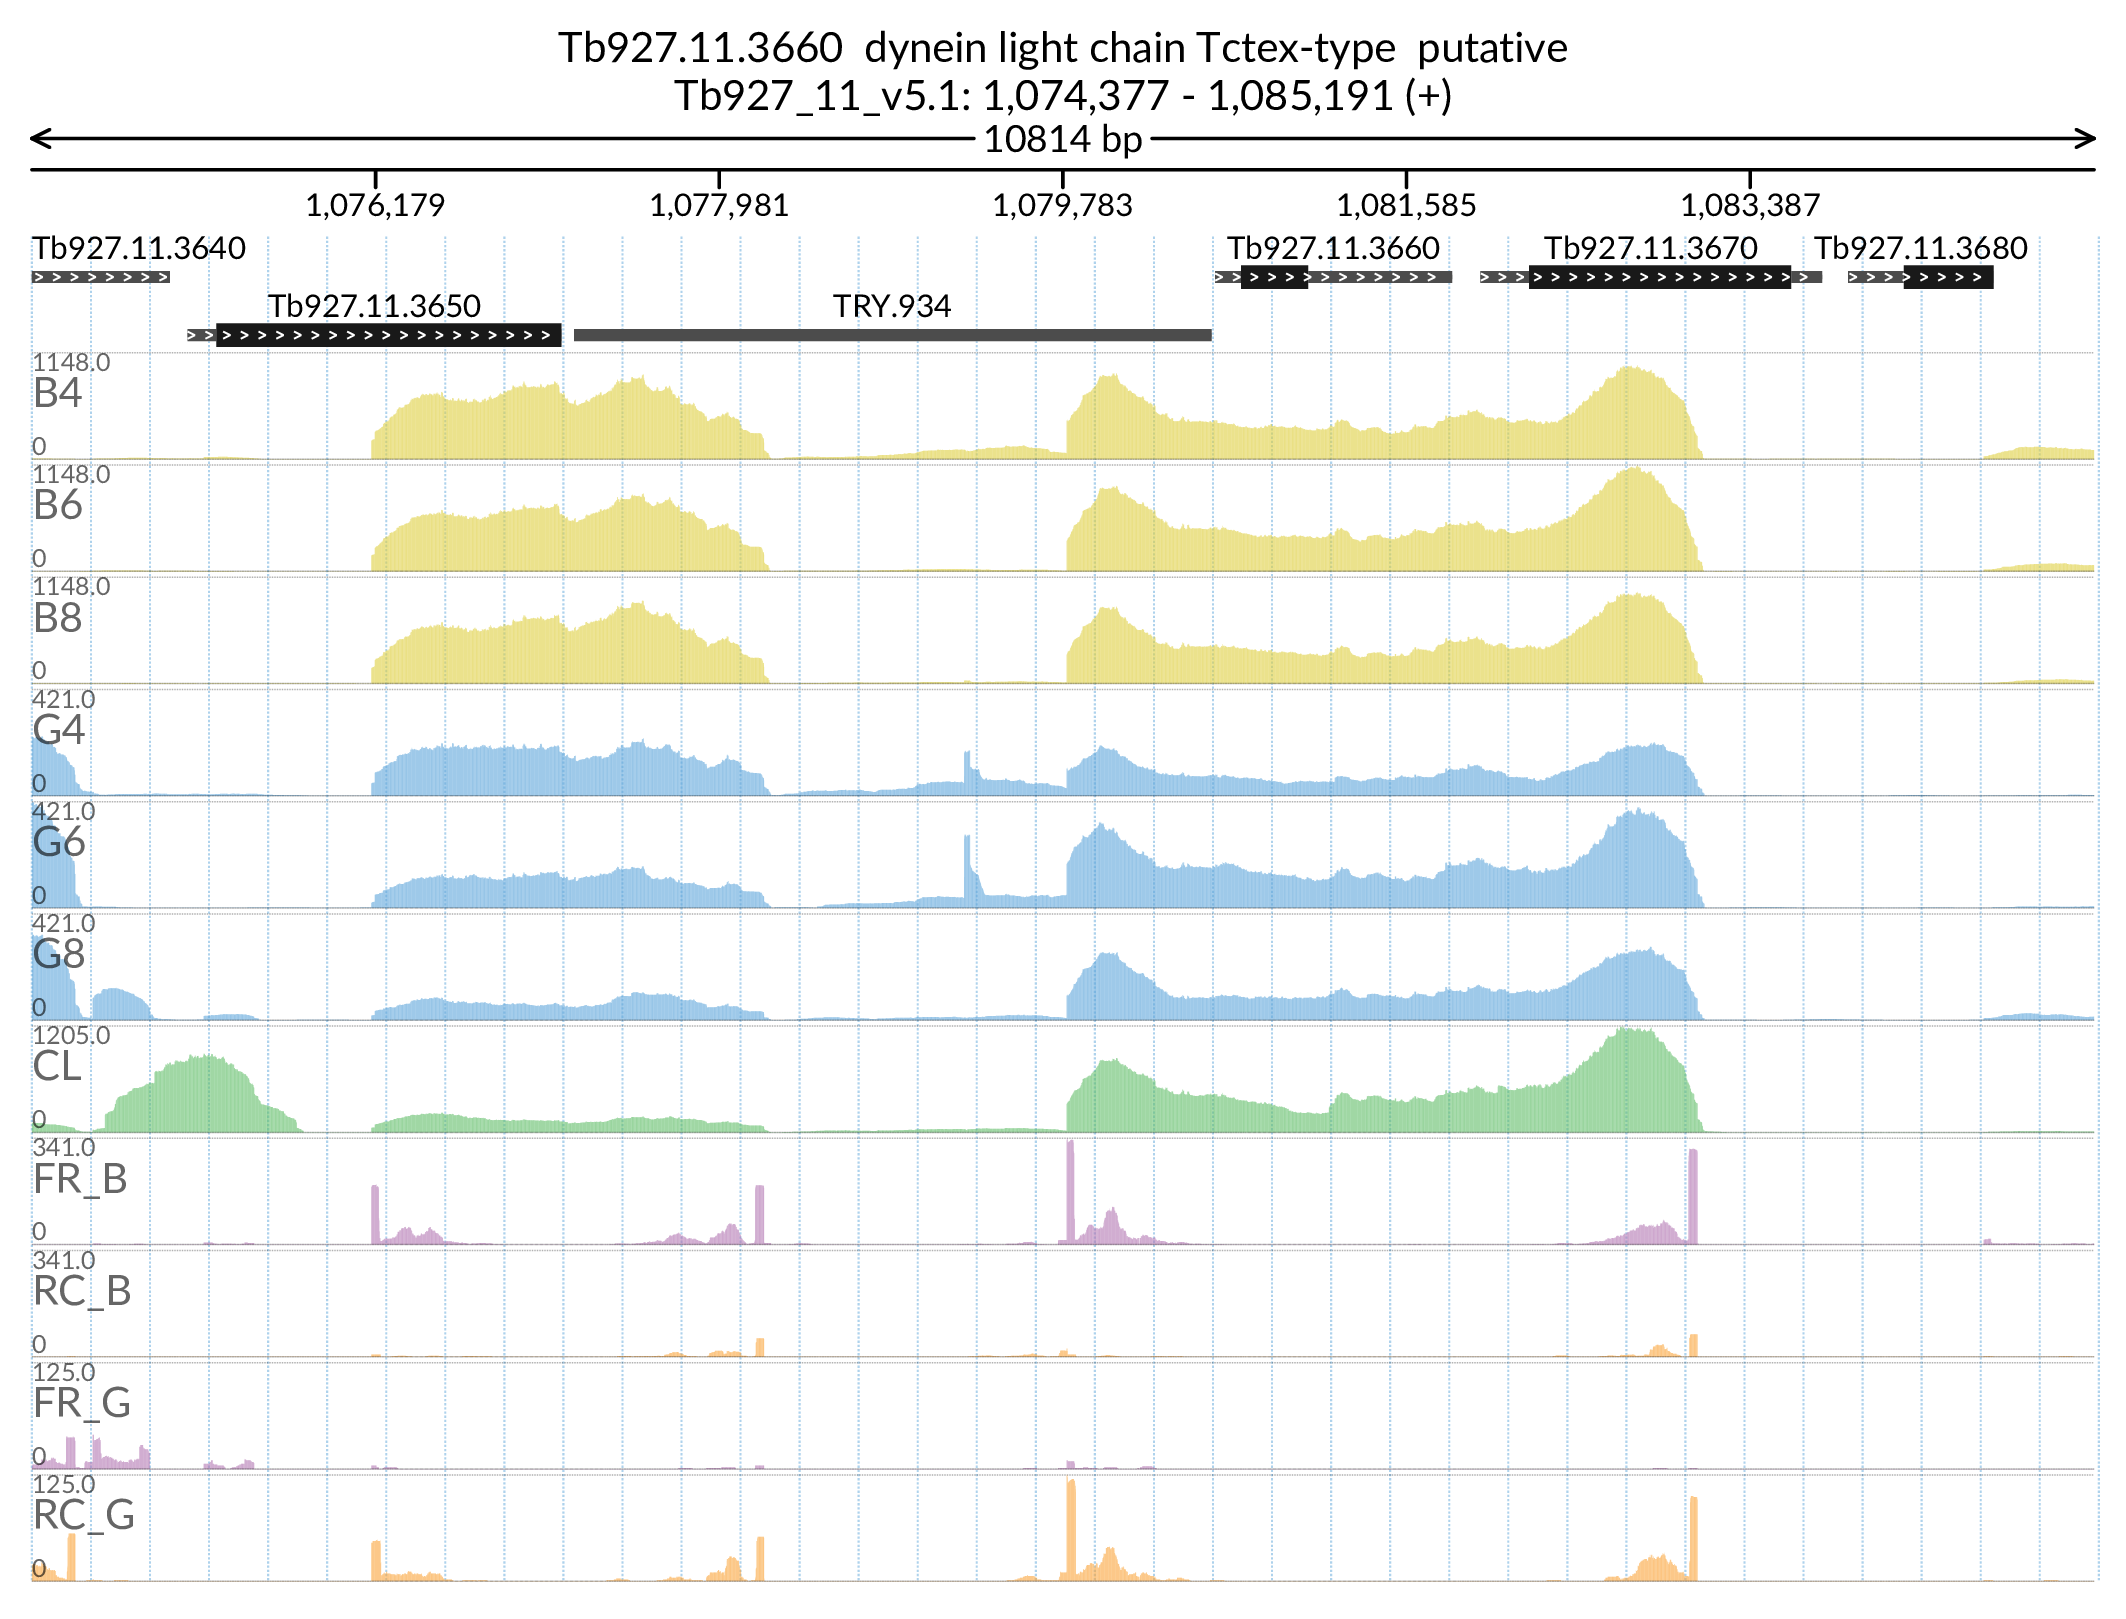 Tb927.11.3660 dynein light chain Tctex-type putative
Tb927_11_v5.1: 1,074,377 - 1,085,191 (+)
10814 bp
1,076,179 1,077,981 1,079,783 1,081,585 1,083,387
Tb927.11.3640 Tb927.11.3660 Tb927.11.3670 Tb927.11.3680
Tb927.11.3650 TRY.934
1148.0
B4
0
1148.0
B6
0
1148.0
B8
0
421.0
G4
0
421.0
G6
0
421.0
G8
0
1205.0
CL
0
341.0
FR_B
0
341.0
RC_B
0
125.0
FR_G
0
125.0
RC_G
0